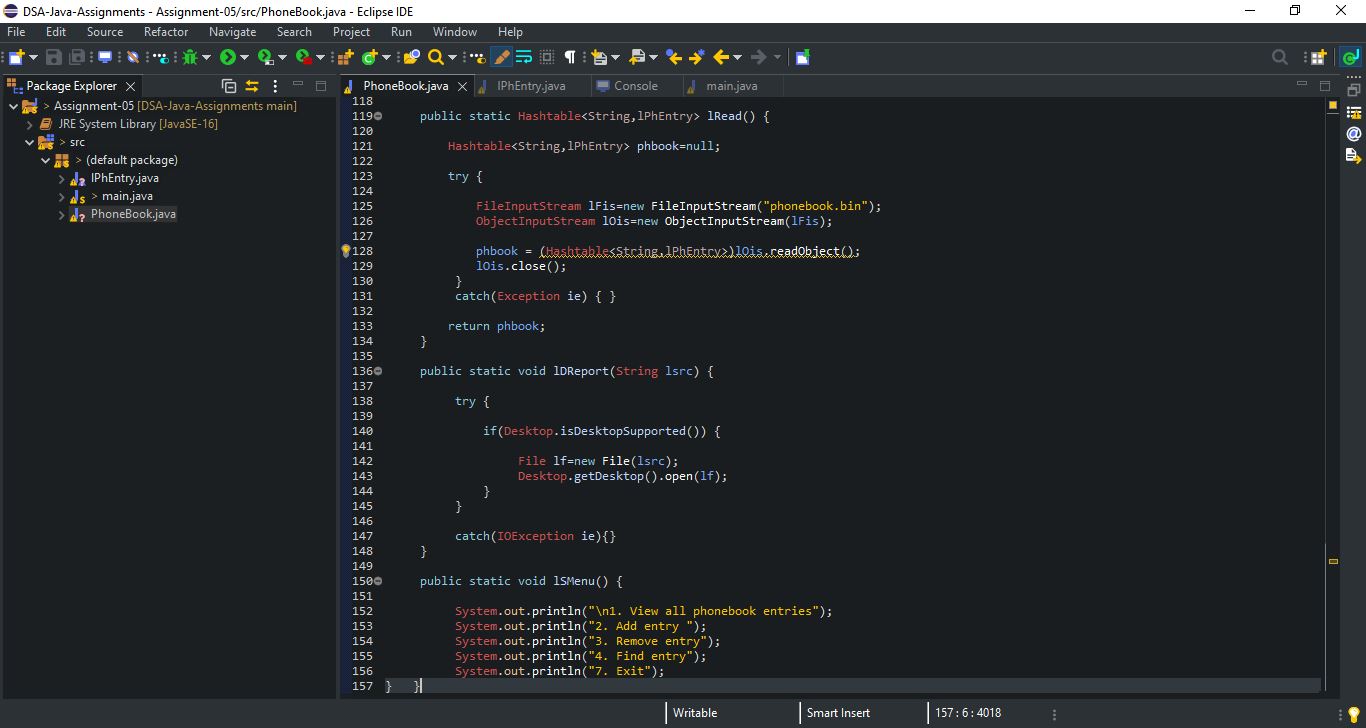 DSA-Java-Assignments - Assignment-05/src/PhoneBook.java - Eclipse IDE
File Edit Source Refactor Navigate Search Project Run Window Help
Package Explorer
PhoneBook.java IPhEntry.java Console main.java
> Assignment-05 [DSA-Java-Assignments main]
JRE System Library [JavaSE-16]
> src
> (default package)
IPhEntry.java
> main.java
PhoneBook.java
118
119 public static Hashtable<String,lPhEntry> lRead() {
120
121 Hashtable<String,lPhEntry> phbook=null;
122
123 try {
124
125 FileInputStream lFis=new FileInputStream("phonebook.bin");
126 ObjectInputStream lOis=new ObjectInputStream(lFis);
127
128 phbook = (Hashtable<String,lPhEntry>)lOis.readObject();
129 lOis.close();
130 }
131 catch(Exception ie) { }
132
133 return phbook;
134 }
135
136 public static void lDReport(String lsrc) {
137
138 try {
139
140 if(Desktop.isDesktopSupported()) {
141
142 File lf=new File(lsrc);
143 Desktop.getDesktop().open(lf);
144 }
145 }
146
147 catch(IOException ie){}
148 }
149
150 public static void lSMenu() {
151
152 System.out.println("\n1. View all phonebook entries");
153 System.out.println("2. Add entry ");
154 System.out.println("3. Remove entry");
155 System.out.println("4. Find entry");
156 System.out.println("7. Exit");
157 } }
Writable Smart Insert 157 : 6 : 4018